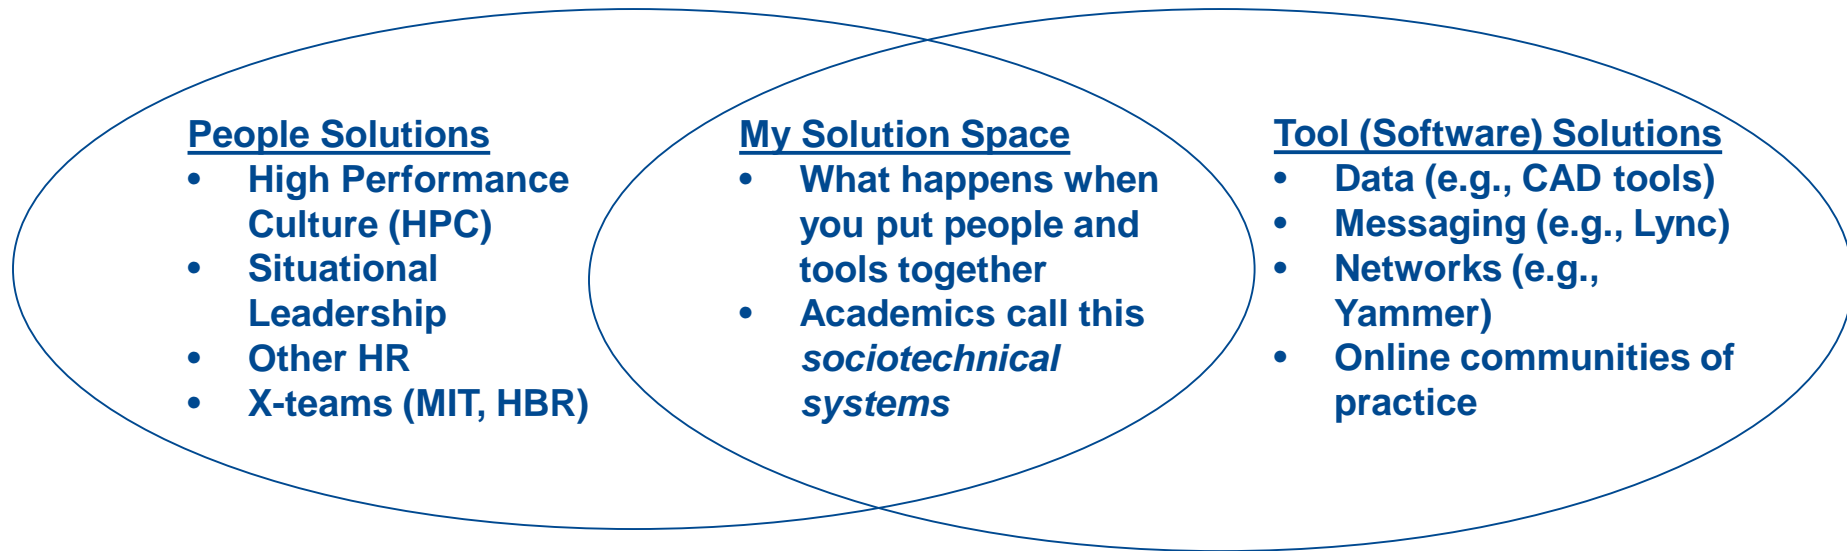 People Solutions
• High Performance
Culture (HPC)
• Situational
Leadership
• Other HR
• X-teams (MIT, HBR)
My Solution Space
• What happens when
you put people and
tools together
• Academics call this
sociotechnical
systems
Tool (Software) Solutions
• Data (e.g., CAD tools)
• Messaging (e.g., Lync)
• Networks (e.g.,
Yammer)
• Online communities of
practice